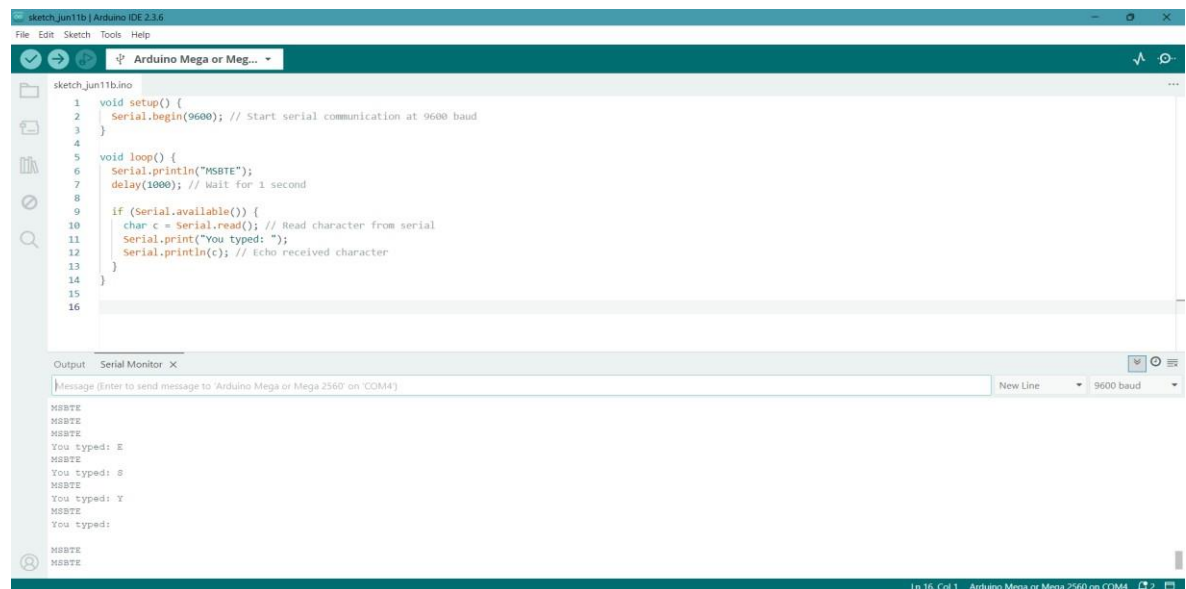 sketch_jun11b | Arduino IDE 2.3.6
File Edit Sketch Tools Help
Arduino Mega or Meg...
sketch_jun11b.ino
1 void setup() {
2 Serial.begin(9600); // Start serial communication at 9600 baud
3 }
4
5 void loop() {
6 Serial.println("MSBTE");
7 delay(1000); // Wait for 1 second
8
9 if (Serial.available()) {
10 char c = Serial.read(); // Read character from serial
11 Serial.print("You typed: ");
12 Serial.println(c); // Echo received character
13 }
14 }
15
16
Output Serial Monitor X
Message (Enter to send message to 'Arduino Mega or Mega 2560' on 'COM4') New Line 9600 baud
MSBTE
MSBTE
MSBTE
You typed: E
MSBTE
You typed: S
MSBTE
You typed: Y
MSBTE
You typed:
MSBTE
MSBTE
Ln 16, Col 1 Arduino Mega or Mega 2560 on COM4 2